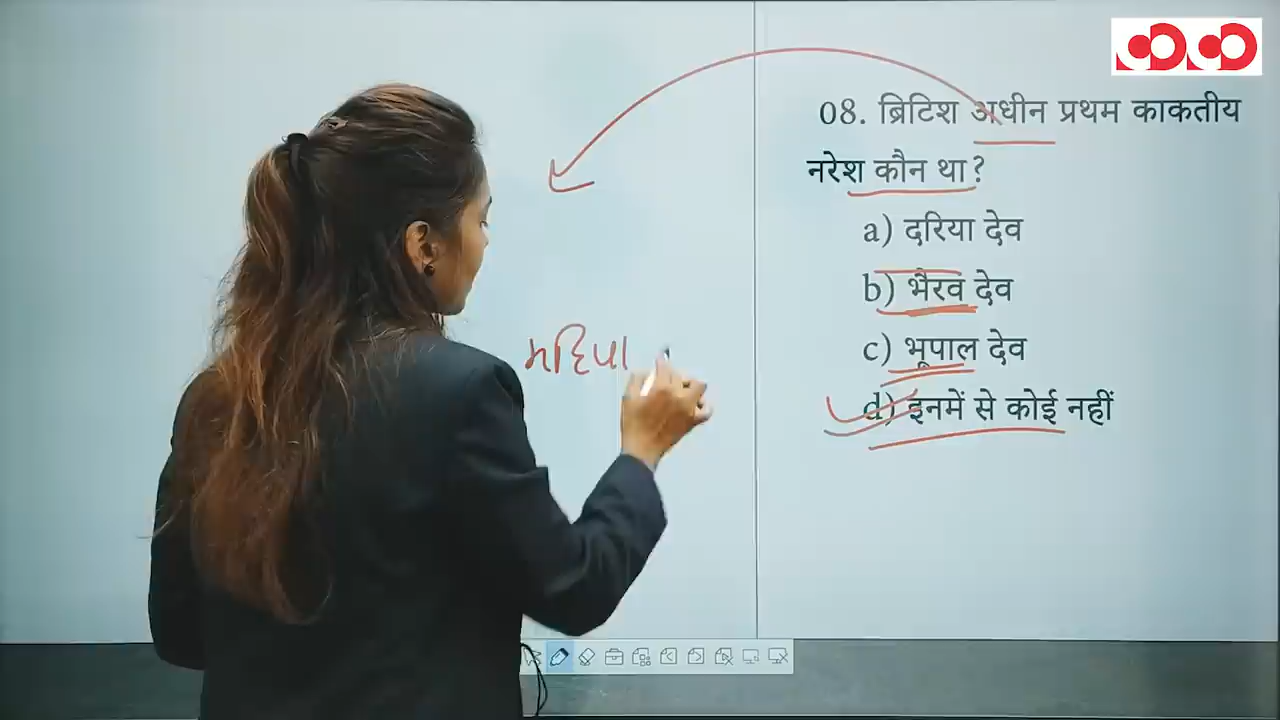 08. ब्रिटिश अधीन प्रथम काकतीय
नरेश कौन था?
a) दरिया देव
b) भैरव देव
c) भूपाल देव
d) इनमें से कोई नहीं
महिपा